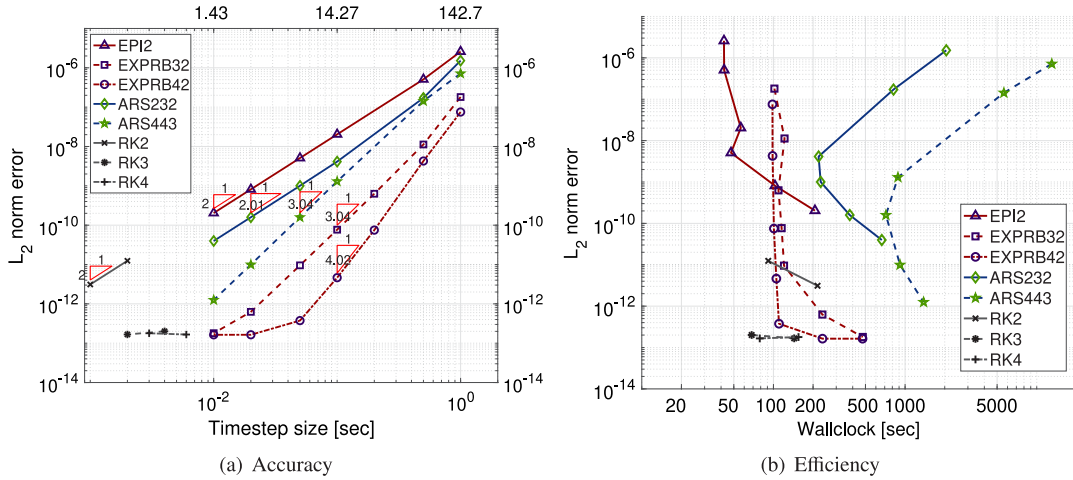 1.43 14.27 142.7
EPI2
EXPRB32
EXPRB42
ARS232
ARS443
RK2
RK3
RK4
10-6
10-8
10-10
10-12
10-14
L2 norm error
1
2
1
2.01
1
3.04
1
3.04
1
4.02
1
2
10-6
10-8
10-10
10-12
10-14
10-2 10-1 100
Timestep size [sec]
(a) Accuracy
10-6
10-8
10-10
10-12
10-14
L2 norm error
EPI2
EXPRB32
EXPRB42
ARS232
ARS443
RK2
RK3
RK4
20 50 100 200 500 1000 5000
Wallclock [sec]
(b) Efficiency